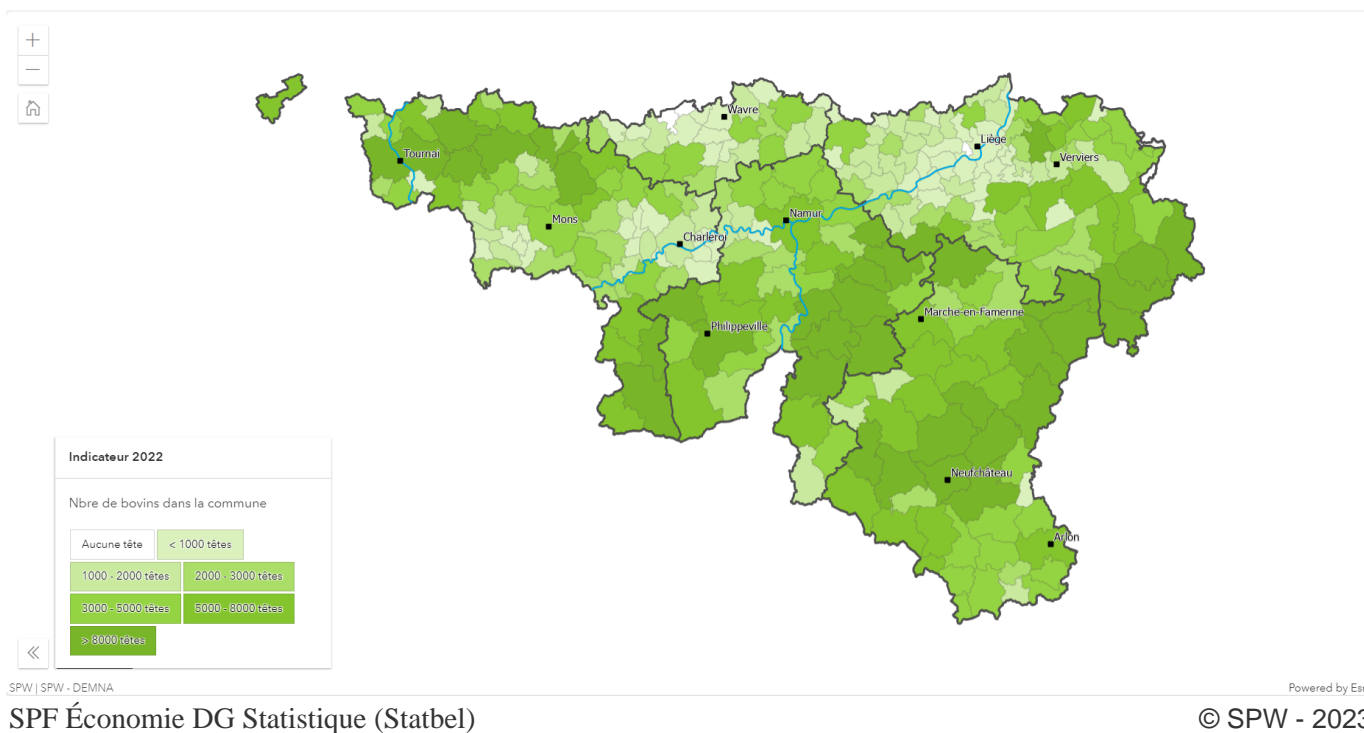 Wavre
Liège
Tournai
Verviers
Mons
Namur
Charleroi
Marche-en-Famenne
Philippeville
Neufchâteau
Arlon
Indicateur 2022
Nbre de bovins dans la commune
Aucune tête < 1000 têtes
1000 - 2000 têtes 2000 - 3000 têtes
3000 - 5000 têtes 5000 - 8000 têtes
> 8000 têtes
SPW | SPW - DEMNA Powered by Esri
SPF Économie DG Statistique (Statbel) © SPW - 2023